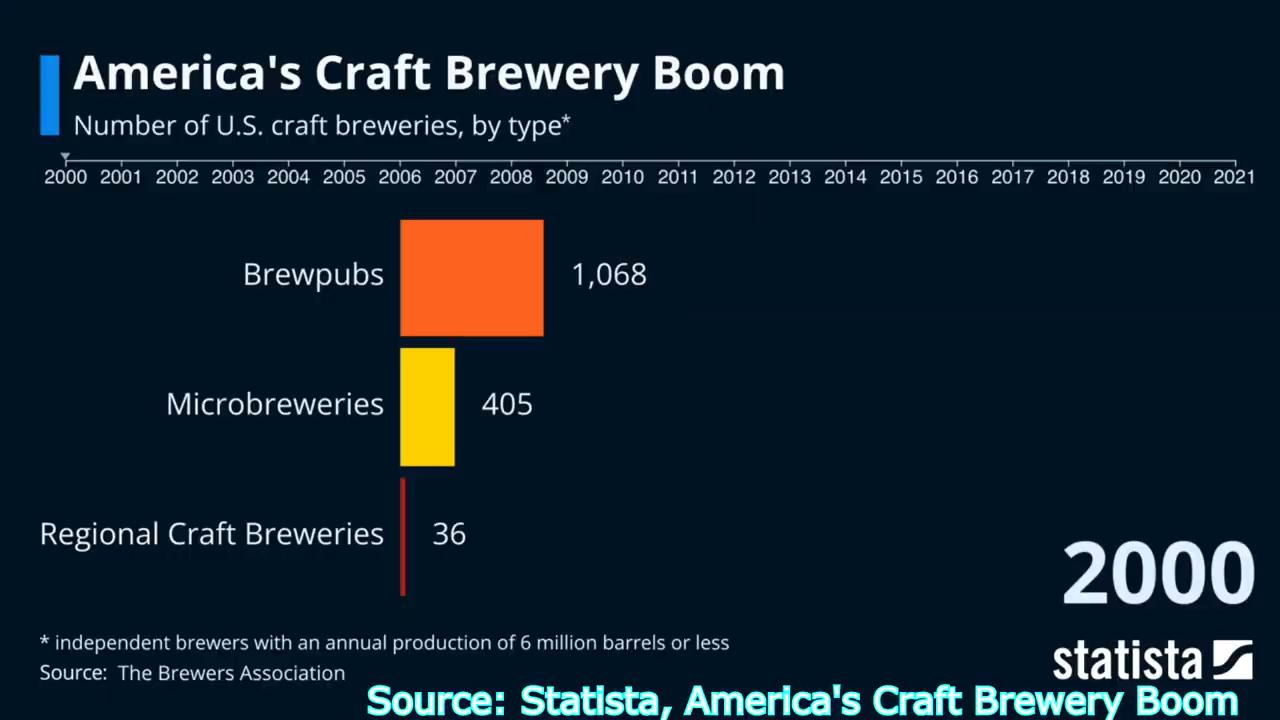 America's Craft Brewery Boom
Number of U.S. craft breweries, by type*
2000 2001 2002 2003 2004 2005 2006 2007 2008 2009 2010 2011 2012 2013 2014 2015 2016 2017 2018 2019 2020 2021
Brewpubs 1,068
Microbreweries 405
Regional Craft Breweries 36
2000
* independent brewers with an annual production of 6 million barrels or less
Source: The Brewers Association
statista
Source: Statista, America's Craft Brewery Boom